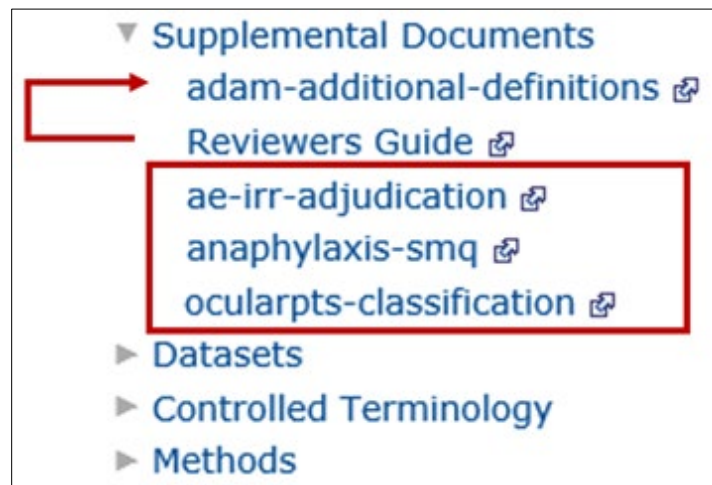 Supplemental Documents
adam-additional-definitions
Reviewers Guide
ae-irr-adjudication
anaphylaxis-smq
ocularpts-classification
Datasets
Controlled Terminology
Methods